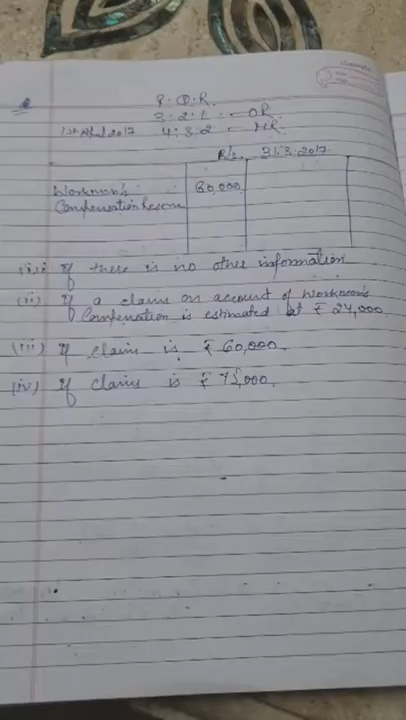 P. Q. R.
3 : 2 : 1 — OR
1st April 2017 4 : 3 : 2 — NR.
B/s. 31.3.2017
Workmen's 60,000
Compensation Reserve
(i) If there is no other information
(ii) If a claim on account of Workmen's
Compensation is estimated at ₹ 24,000
(iii) If claim is ₹ 60,000.
(iv) If claim is ₹ 75,000.